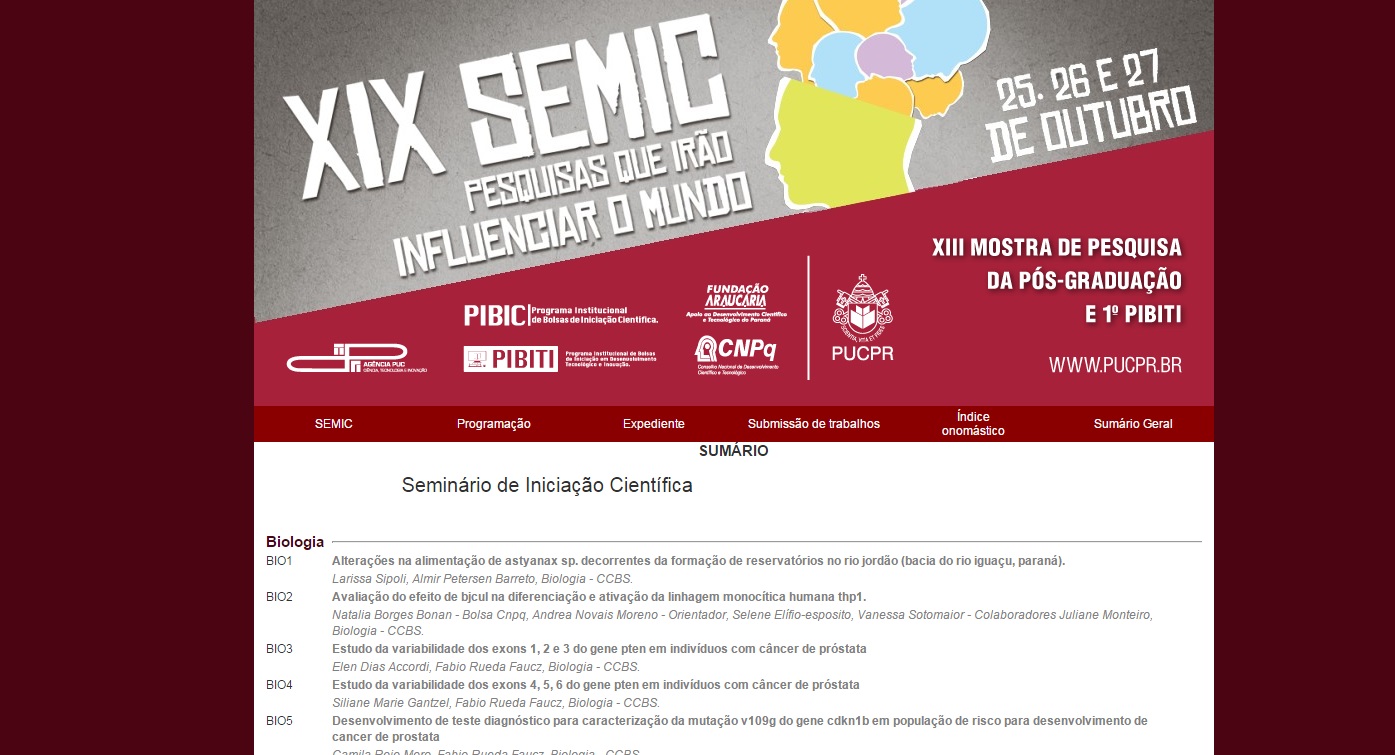 XIX SEMIC
PESQUISAS QUE IRÃO
INFLUENCIAR O MUNDO
25. 26 E 27
DE OUTUBRO
XIII MOSTRA DE PESQUISA
DA PÓS-GRADUAÇÃO
E 1º PIBITI
WWW.PUCPR.BR
PIBIC Programa Institucional
de Bolsas de Iniciação Científica.
PIBITI Programa Institucional de Bolsas
de Iniciação em Desenvolvimento
Tecnológico e Inovação.
FUNDAÇÃO
ARAUCÁRIA
Apoio ao Desenvolvimento Científico
e Tecnológico do Paraná
CNPq
Conselho Nacional de Desenvolvimento
Científico e Tecnológico
AGÊNCIA PUC
CIÊNCIA, TECNOLOGIA E INOVAÇÃO
SCIENTIA, VITA ET FIDES
PUCPR
SEMIC
Programação
Expediente
Submissão de trabalhos
Índice
onomástico
Sumário Geral
SUMÁRIO
Seminário de Iniciação Científica
Biologia
BIO1 Alterações na alimentação de astyanax sp. decorrentes da formação de reservatórios no rio jordão (bacia do rio iguaçu, paraná).
Larissa Sipoli, Almir Petersen Barreto, Biologia - CCBS.
BIO2 Avaliação do efeito de bjcul na diferenciação e ativação da linhagem monocítica humana thp1.
Natalia Borges Bonan - Bolsa Cnpq, Andrea Novais Moreno - Orientador, Selene Elífio-esposito, Vanessa Sotomaior - Colaboradores Juliane Monteiro,
Biologia - CCBS.
BIO3 Estudo da variabilidade dos exons 1, 2 e 3 do gene pten em indivíduos com câncer de próstata
Elen Dias Accordi, Fabio Rueda Faucz, Biologia - CCBS.
BIO4 Estudo da variabilidade dos exons 4, 5, 6 do gene pten em indivíduos com câncer de próstata
Siliane Marie Gantzel, Fabio Rueda Faucz, Biologia - CCBS.
BIO5 Desenvolvimento de teste diagnóstico para caracterização da mutação v109g do gene cdkn1b em população de risco para desenvolvimento de
cancer de prostata
Fabio Rueda Faucz, Biologia - CCBS.